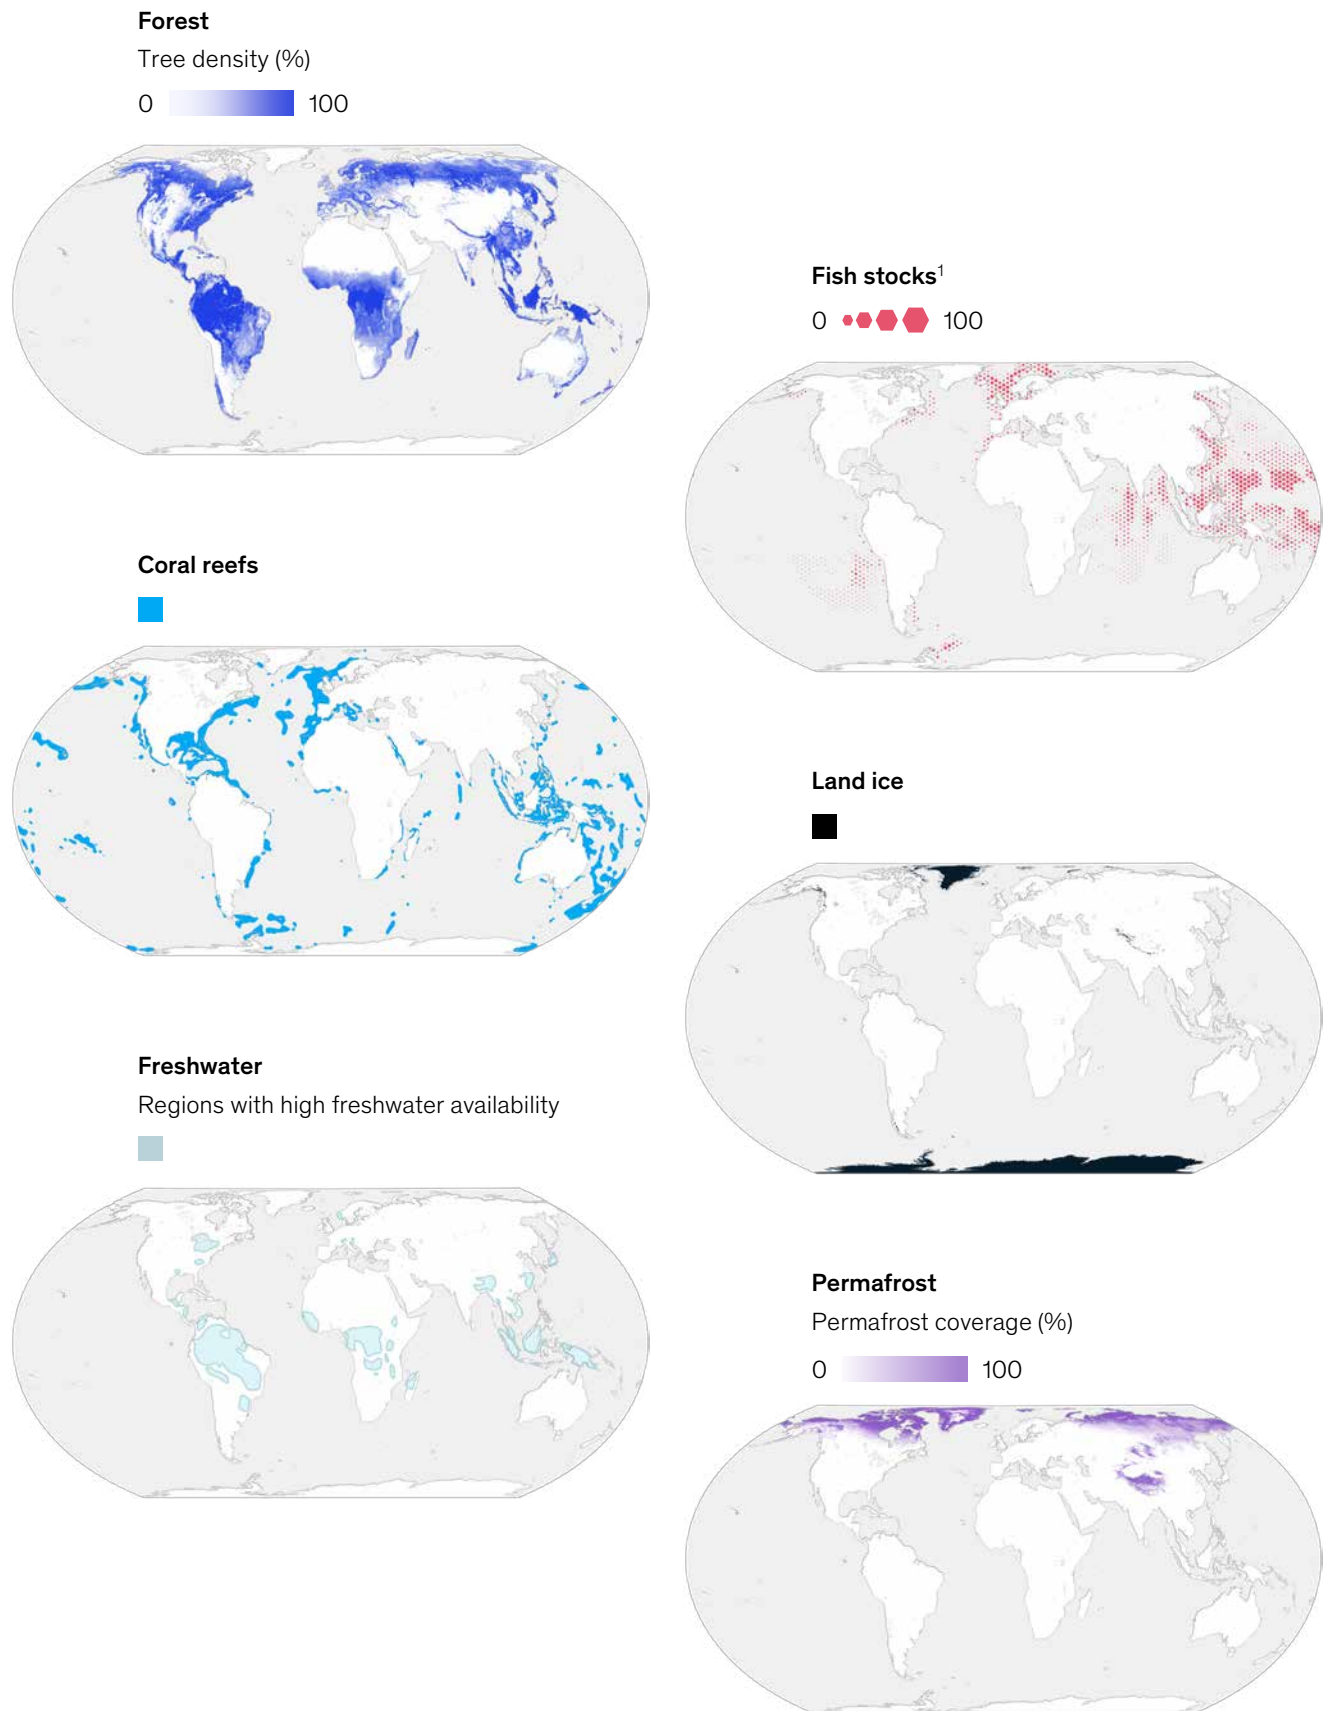 Forest
Tree density (%)
0 100
Fish stocks¹
0 100
Coral reefs
Land ice
Freshwater
Regions with high freshwater availability
Permafrost
Permafrost coverage (%)
0 100